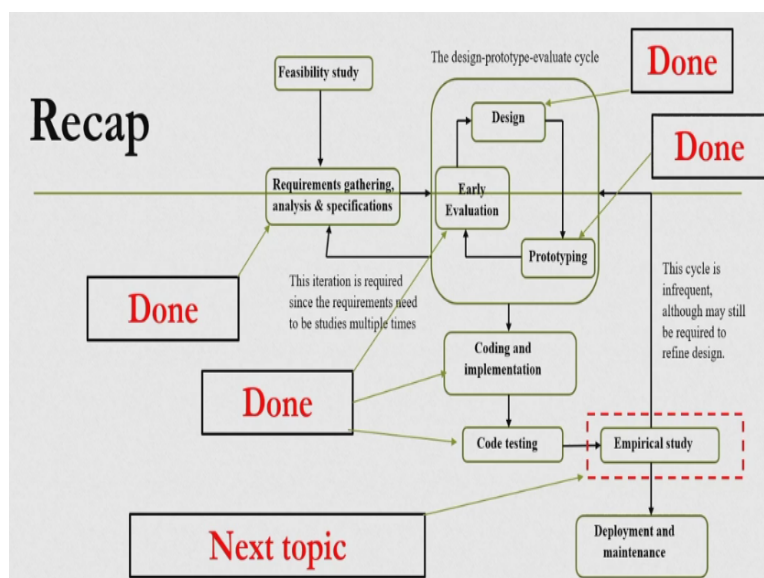 The design-prototype-evaluate cycle
Done
Feasibility study
Recap
Design
Done
Requirements gathering,
analysis & specifications
Early
Evaluation
Prototyping
This iteration is required
since the requirements need
to be studies multiple times
This cycle is
infrequent,
although may still
be required to
refine design.
Done
Coding and
implementation
Done
Code testing
Empirical study
Next topic
Deployment and
maintenance